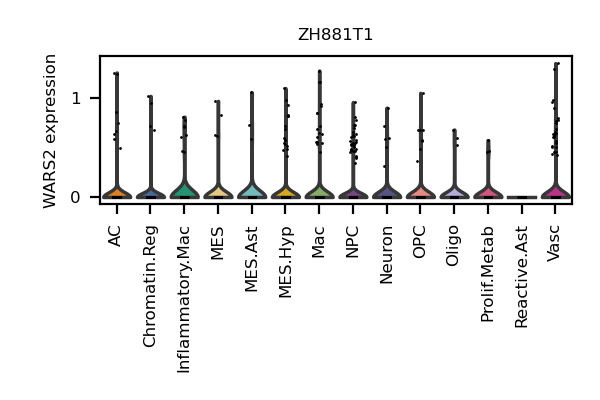 ZH881T1
WARS2 expression
1
0
AC
Chromatin.Reg
Inflammatory.Mac
MES
MES.Ast
MES.Hyp
Mac
NPC
Neuron
OPC
Oligo
Prolif.Metab
Reactive.Ast
Vasc